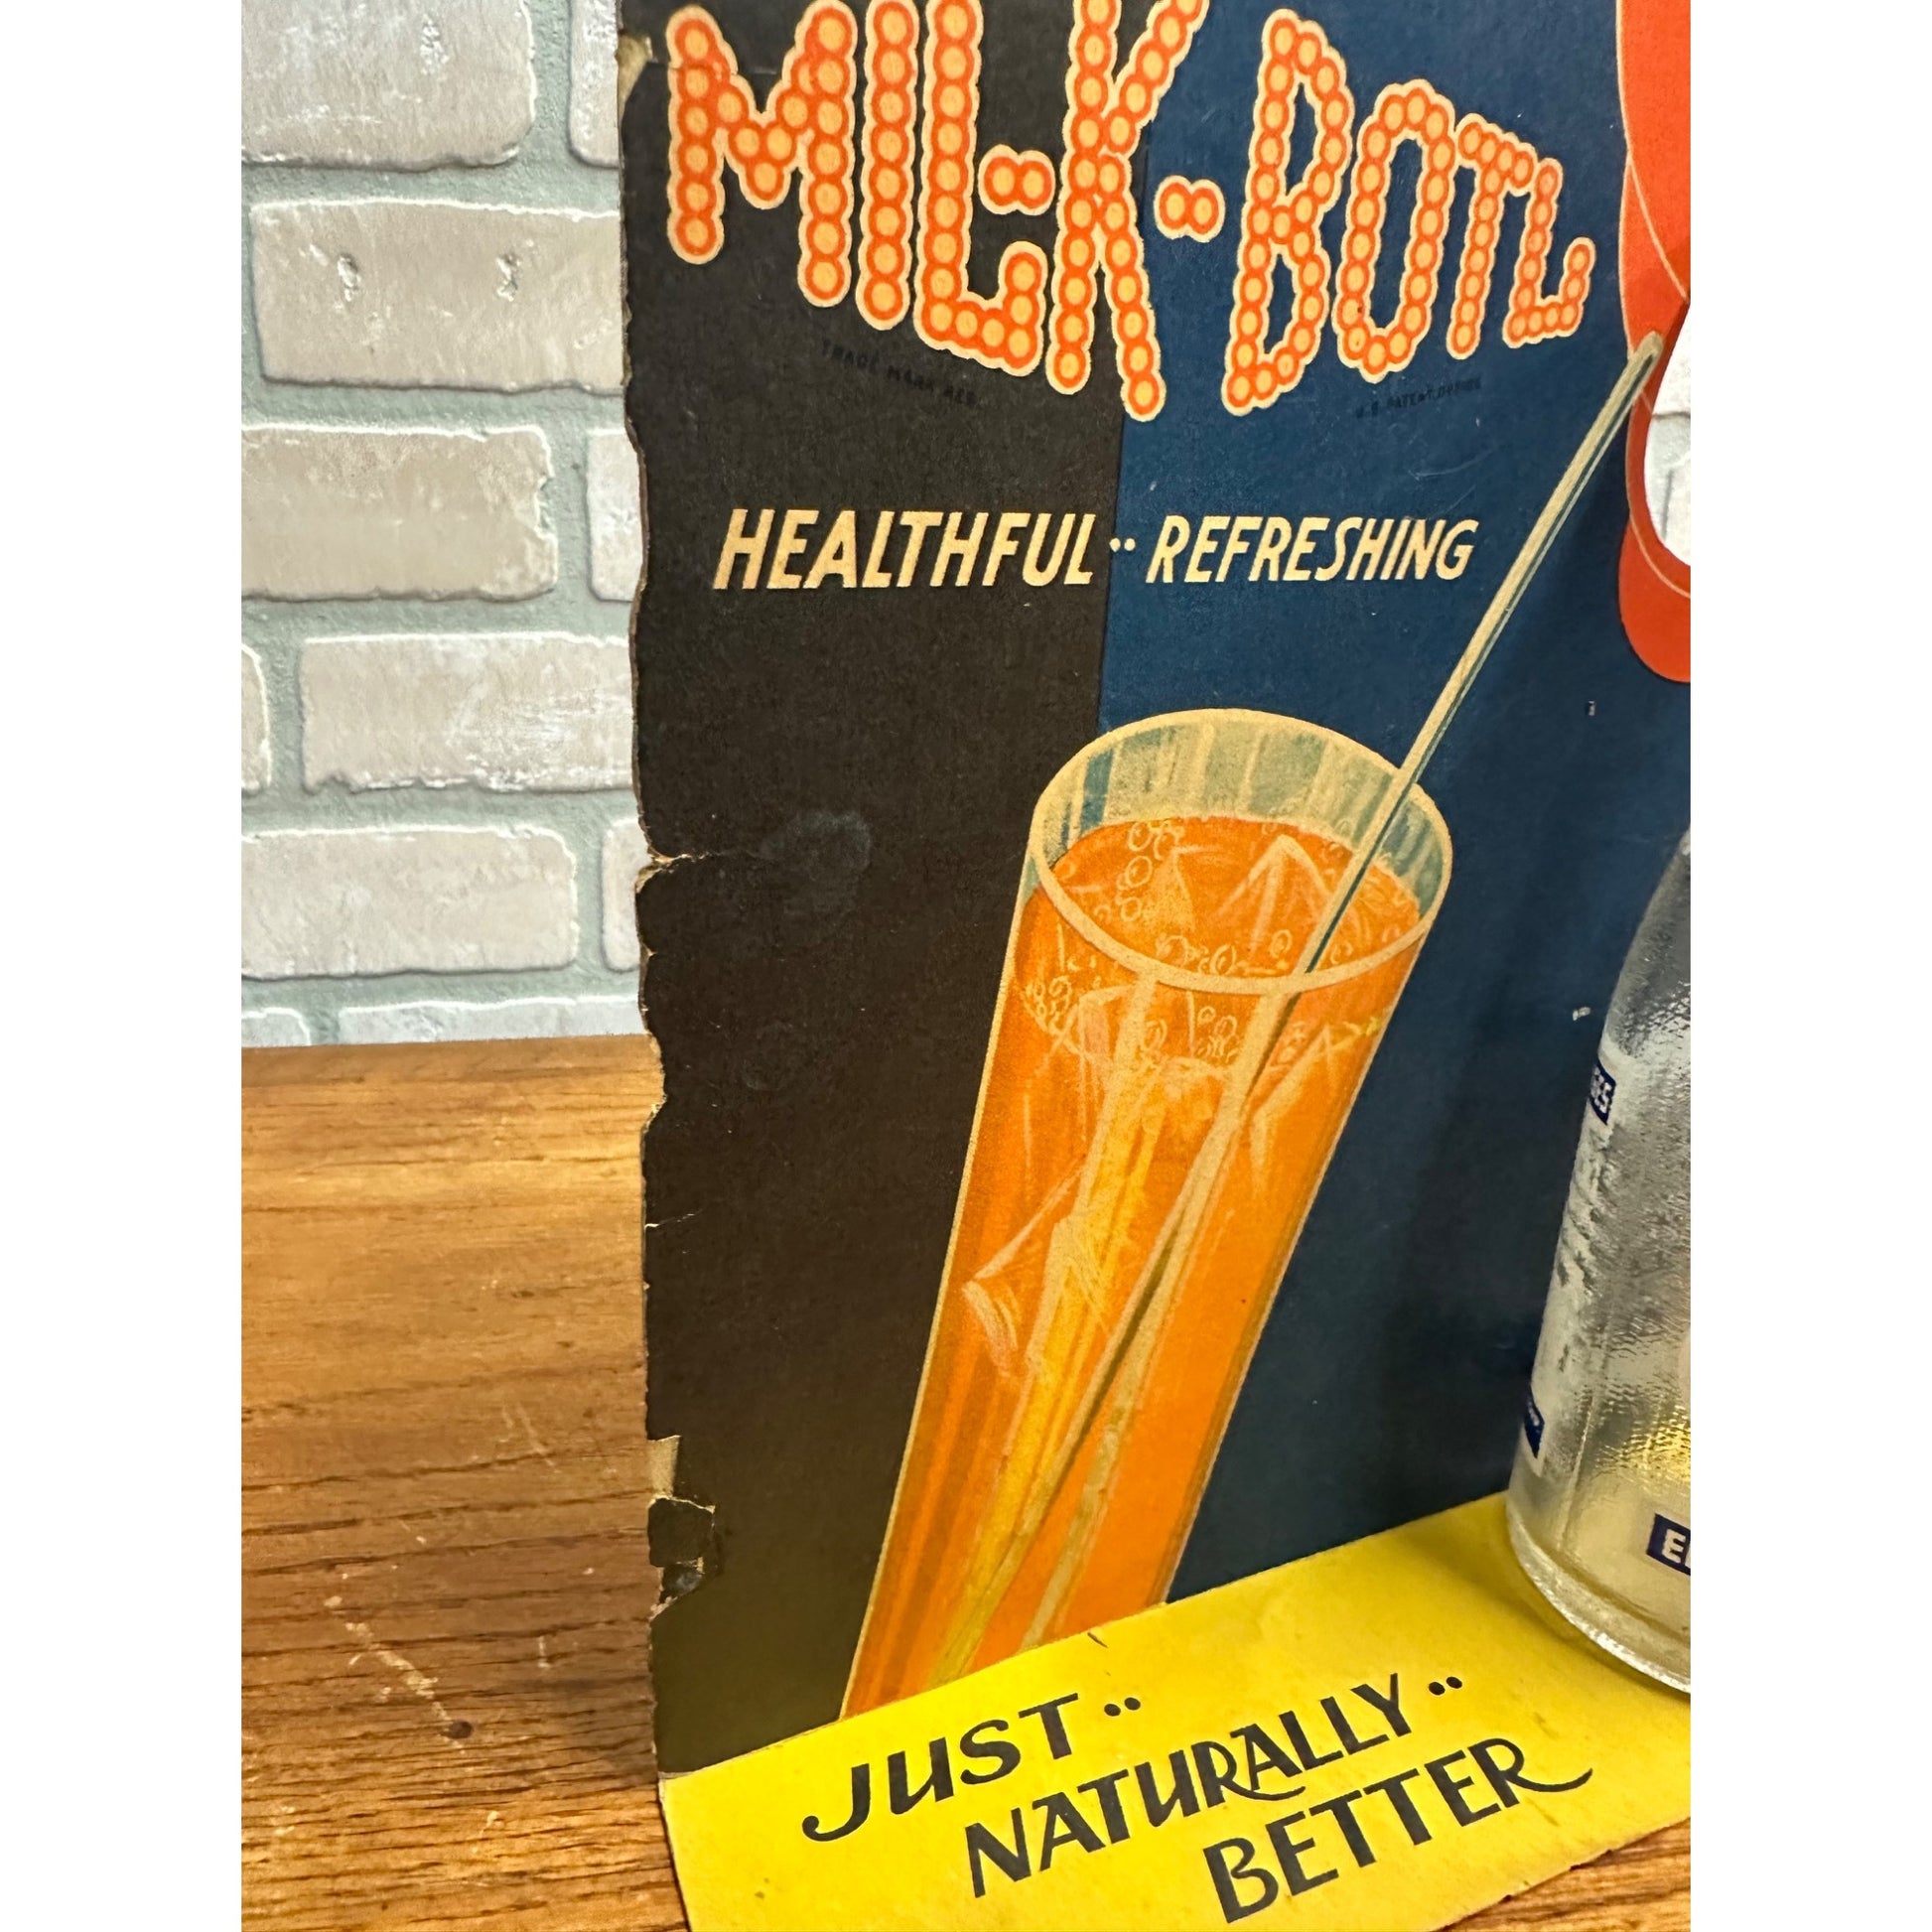 MILK-BOTL
TRADE MARK REG.
U.S. PATENT OFFICE
HEALTHFUL·· REFRESHING
JUST··
NATURALLY··
BETTER